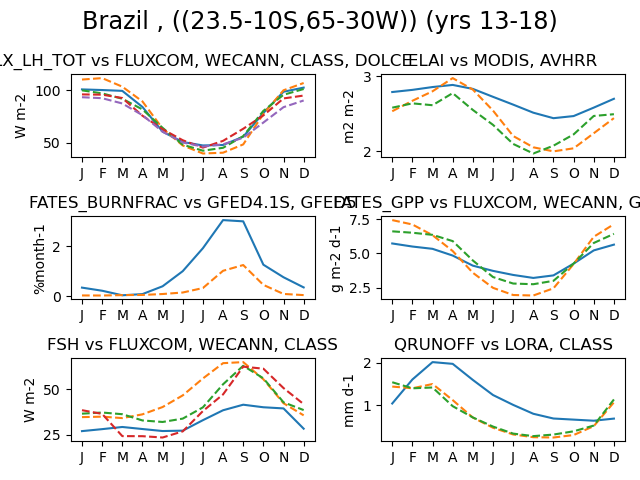 Brazil , ((23.5-10S,65-30W)) (yrs 13-18)
LX_LH_TOT vs FLUXCOM, WECANN, CLASS, DOLCE
ELAI vs MODIS, AVHRR
W m-2
100
50
J F M A M J J A S O N D
m2 m-2
3
2
J F M A M J J A S O N D
FATES_BURNFRAC vs GFED4.1S, GFED5
FATES_GPP vs FLUXCOM, WECANN, G
%month-1
2
0
J F M A M J J A S O N D
g m-2 d-1
7.5
5.0
2.5
J F M A M J J A S O N D
FSH vs FLUXCOM, WECANN, CLASS
QRUNOFF vs LORA, CLASS
W m-2
50
25
J F M A M J J A S O N D
mm d-1
2
1
J F M A M J J A S O N D